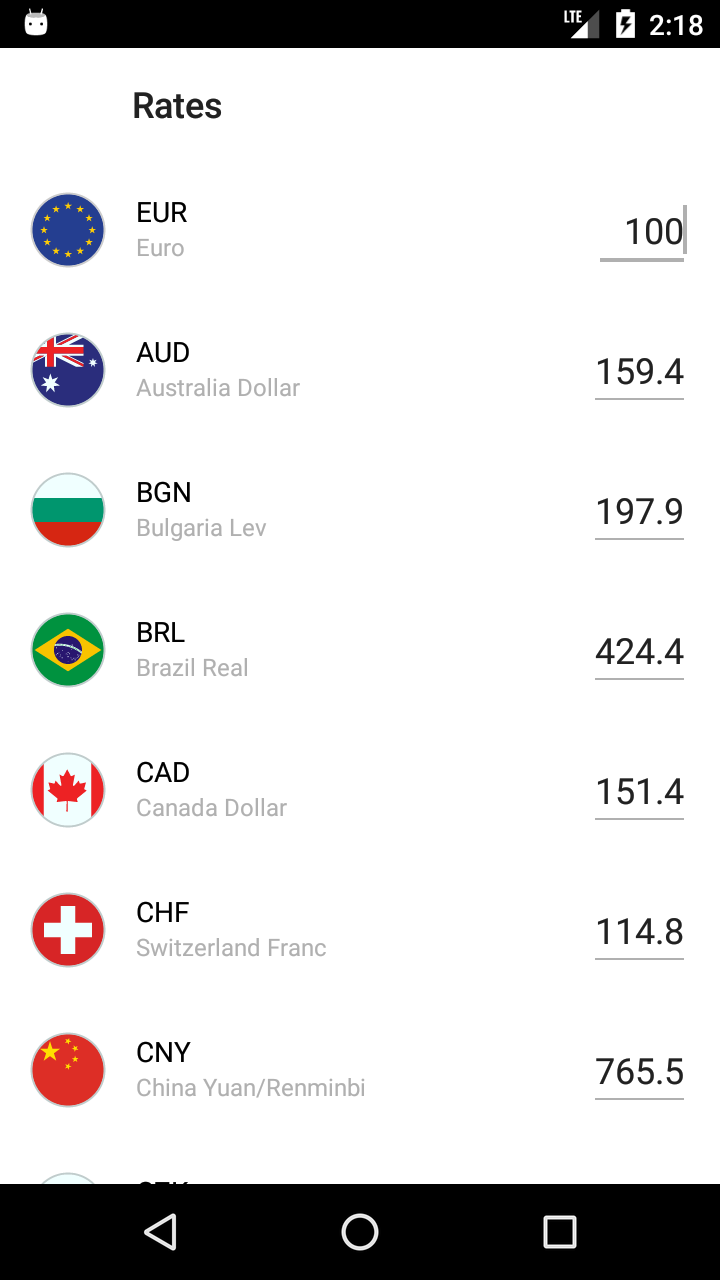 LTE 2:18
Rates
EUR
Euro
100
AUD
Australia Dollar
159.4
BGN
Bulgaria Lev
197.9
BRL
Brazil Real
424.4
CAD
Canada Dollar
151.4
CHF
Switzerland Franc
114.8
CNY
China Yuan/Renminbi
765.5